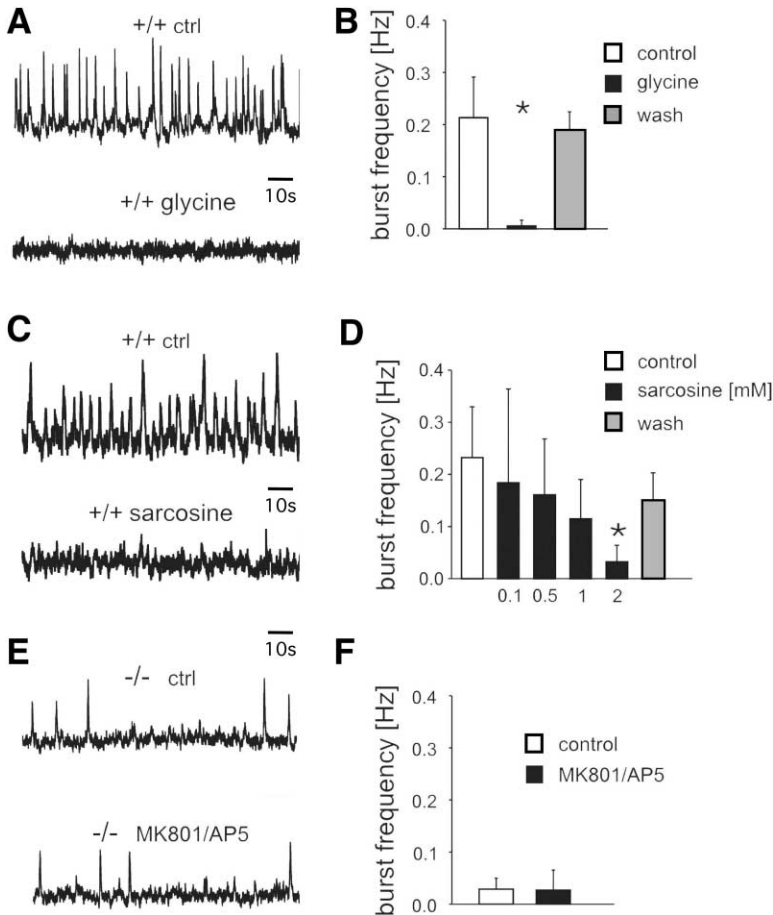 A
+/+ ctrl
10s
+/+ glycine
B
burst frequency [Hz]
0.4
0.3
0.2
0.1
0.0
control
glycine
wash
*
C
+/+ ctrl
10s
+/+ sarcosine
D
burst frequency [Hz]
0.4
0.3
0.2
0.1
0.0
control
sarcosine [mM]
wash
*
0.1 0.5 1 2
E
10s
-/- ctrl
-/- MK801/AP5
F
burst frequency [Hz]
0.4
0.3
0.2
0.1
0.0
control
MK801/AP5